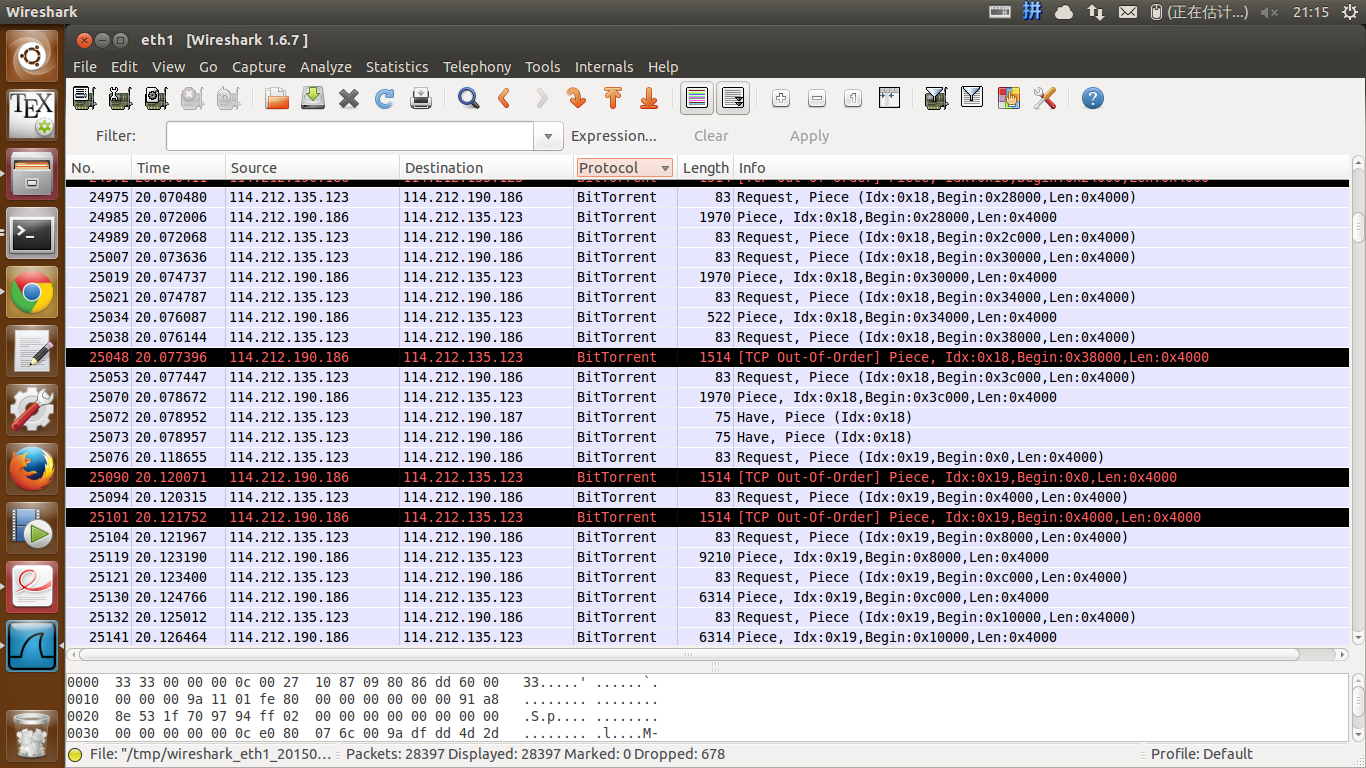 Wireshark
拼
(正在估计...)
21:15
eth1 [Wireshark 1.6.7 ]
File Edit View Go Capture Analyze Statistics Telephony Tools Internals Help
TEX
Filter:
Expression...
Clear
Apply
No. Time Source Destination Protocol Length Info
24975 20.070480 114.212.135.123 114.212.190.186 BitTorrent 83 Request, Piece (Idx:0x18,Begin:0x28000,Len:0x4000)
24985 20.072006 114.212.190.186 114.212.135.123 BitTorrent 1970 Piece, Idx:0x18,Begin:0x28000,Len:0x4000
24989 20.072068 114.212.135.123 114.212.190.186 BitTorrent 83 Request, Piece (Idx:0x18,Begin:0x2c000,Len:0x4000)
25007 20.073636 114.212.135.123 114.212.190.186 BitTorrent 83 Request, Piece (Idx:0x18,Begin:0x30000,Len:0x4000)
25019 20.074737 114.212.190.186 114.212.135.123 BitTorrent 1970 Piece, Idx:0x18,Begin:0x30000,Len:0x4000
25021 20.074787 114.212.135.123 114.212.190.186 BitTorrent 83 Request, Piece (Idx:0x18,Begin:0x34000,Len:0x4000)
25034 20.076087 114.212.190.186 114.212.135.123 BitTorrent 522 Piece, Idx:0x18,Begin:0x34000,Len:0x4000
25038 20.076144 114.212.135.123 114.212.190.186 BitTorrent 83 Request, Piece (Idx:0x18,Begin:0x38000,Len:0x4000)
25048 20.077396 114.212.190.186 114.212.135.123 BitTorrent 1514 [TCP Out-Of-Order] Piece, Idx:0x18,Begin:0x38000,Len:0x4000
25053 20.077447 114.212.135.123 114.212.190.186 BitTorrent 83 Request, Piece (Idx:0x18,Begin:0x3c000,Len:0x4000)
25070 20.078672 114.212.190.186 114.212.135.123 BitTorrent 1970 Piece, Idx:0x18,Begin:0x3c000,Len:0x4000
25072 20.078952 114.212.135.123 114.212.190.187 BitTorrent 75 Have, Piece (Idx:0x18)
25073 20.078957 114.212.135.123 114.212.190.186 BitTorrent 75 Have, Piece (Idx:0x18)
25076 20.118655 114.212.135.123 114.212.190.186 BitTorrent 83 Request, Piece (Idx:0x19,Begin:0x0,Len:0x4000)
25090 20.120071 114.212.190.186 114.212.135.123 BitTorrent 1514 [TCP Out-Of-Order] Piece, Idx:0x19,Begin:0x0,Len:0x4000
25094 20.120315 114.212.135.123 114.212.190.186 BitTorrent 83 Request, Piece (Idx:0x19,Begin:0x4000,Len:0x4000)
25101 20.121752 114.212.190.186 114.212.135.123 BitTorrent 1514 [TCP Out-Of-Order] Piece, Idx:0x19,Begin:0x4000,Len:0x4000
25104 20.121967 114.212.135.123 114.212.190.186 BitTorrent 83 Request, Piece (Idx:0x19,Begin:0x8000,Len:0x4000)
25119 20.123190 114.212.190.186 114.212.135.123 BitTorrent 9210 Piece, Idx:0x19,Begin:0x8000,Len:0x4000
25121 20.123400 114.212.135.123 114.212.190.186 BitTorrent 83 Request, Piece (Idx:0x19,Begin:0xc000,Len:0x4000)
25130 20.124766 114.212.190.186 114.212.135.123 BitTorrent 6314 Piece, Idx:0x19,Begin:0xc000,Len:0x4000
25132 20.125012 114.212.135.123 114.212.190.186 BitTorrent 83 Request, Piece (Idx:0x19,Begin:0x10000,Len:0x4000)
25141 20.126464 114.212.190.186 114.212.135.123 BitTorrent 6314 Piece, Idx:0x19,Begin:0x10000,Len:0x4000
0000 33 33 00 00 00 0c 00 27 10 87 09 80 86 dd 60 00 33.....' ......`.
0010 00 00 00 9a 11 01 fe 80 00 00 00 00 00 00 91 a8 ........ ........
0020 8e 53 1f 70 97 94 ff 02 00 00 00 00 00 00 00 00 .S.p.... ........
0030 00 00 00 00 00 0c e0 80 07 6c 00 9a df dd 4d 2d ........ .l....M-
File: "/tmp/wireshark_eth1_20150... Packets: 28397 Displayed: 28397 Marked: 0 Dropped: 678 Profile: Default